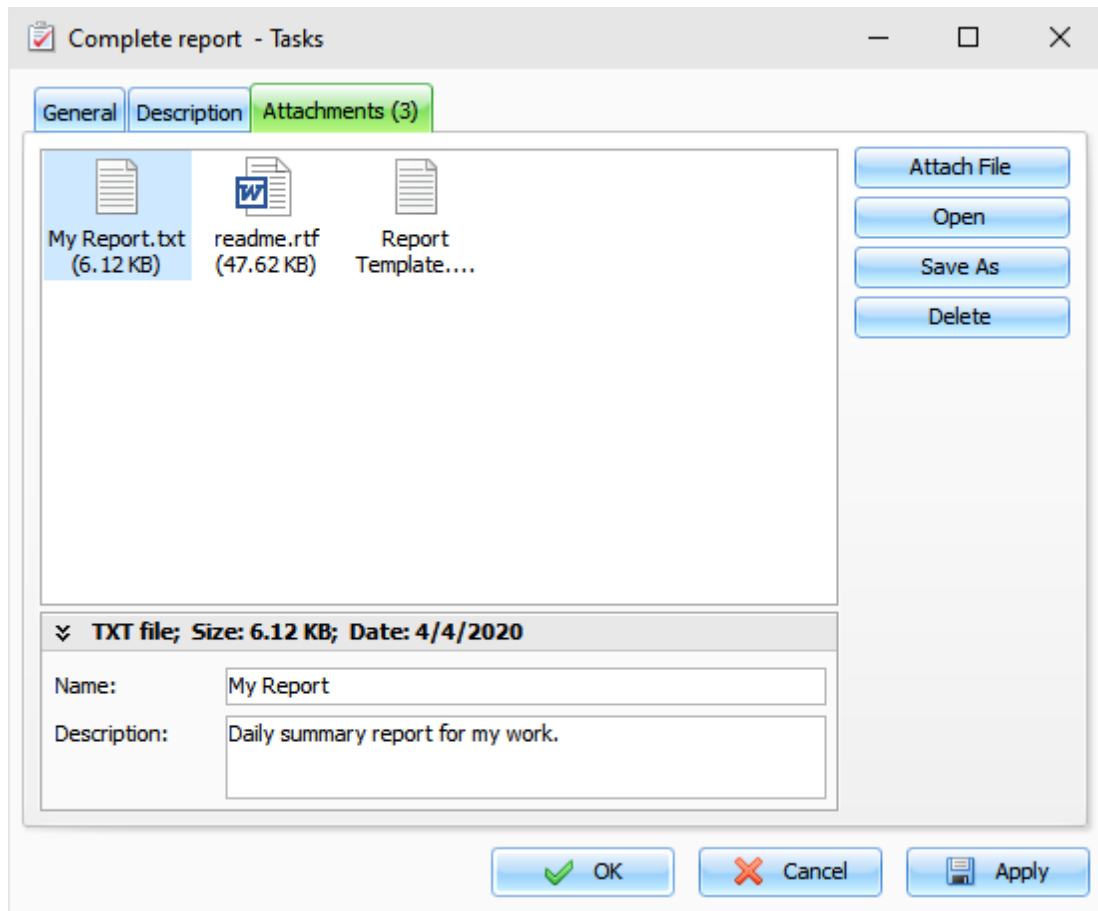 Complete report - Tasks
General Description Attachments (3)
My Report.txt
(6.12 KB)
readme.rtf
(47.62 KB)
Report
Template....
Attach File
Open
Save As
Delete
TXT file; Size: 6.12 KB; Date: 4/4/2020
Name: My Report
Description: Daily summary report for my work.
OK Cancel Apply